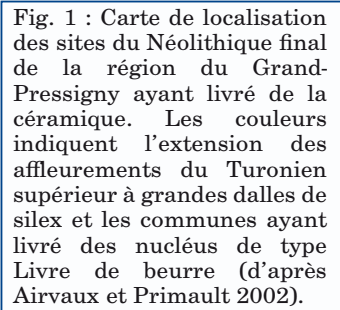 Fig. 1 : Carte de localisation
des sites du Néolithique final
de la région du Grand-
Pressigny ayant livré de la
céramique. Les couleurs
indiquent l'extension des
affleurements du Turonien
supérieur à grandes dalles de
silex et les communes ayant
livré des nucléus de type
Livre de beurre (d'après
Airvaux et Primault 2002).